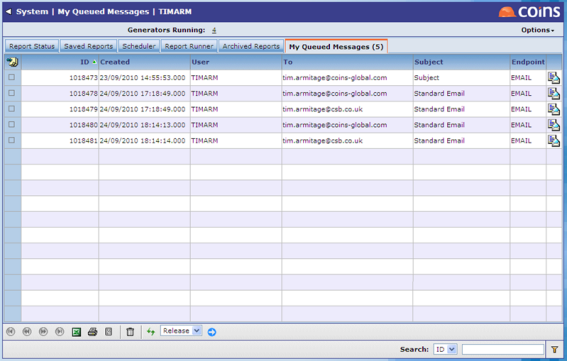 System | My Queued Messages | TIMARM
coins
Generators Running: 4
Options
Report Status Saved Reports Scheduler Report Runner Archived Reports My Queued Messages (5)
ID Created User To Subject Endpoint
1018473 23/09/2010 14:55:53.000 TIMARM tim.armitage@coins-global.com Subject EMAIL
1018478 24/09/2010 17:18:49.000 TIMARM tim.armitage@coins-global.com Standard Email EMAIL
1018479 24/09/2010 17:18:49.000 TIMARM tim.armitage@csb.co.uk Standard Email EMAIL
1018480 24/09/2010 18:14:13.000 TIMARM tim.armitage@coins-global.com Standard Email EMAIL
1018481 24/09/2010 18:14:14.000 TIMARM tim.armitage@csb.co.uk Standard Email EMAIL
Release
Search: ID